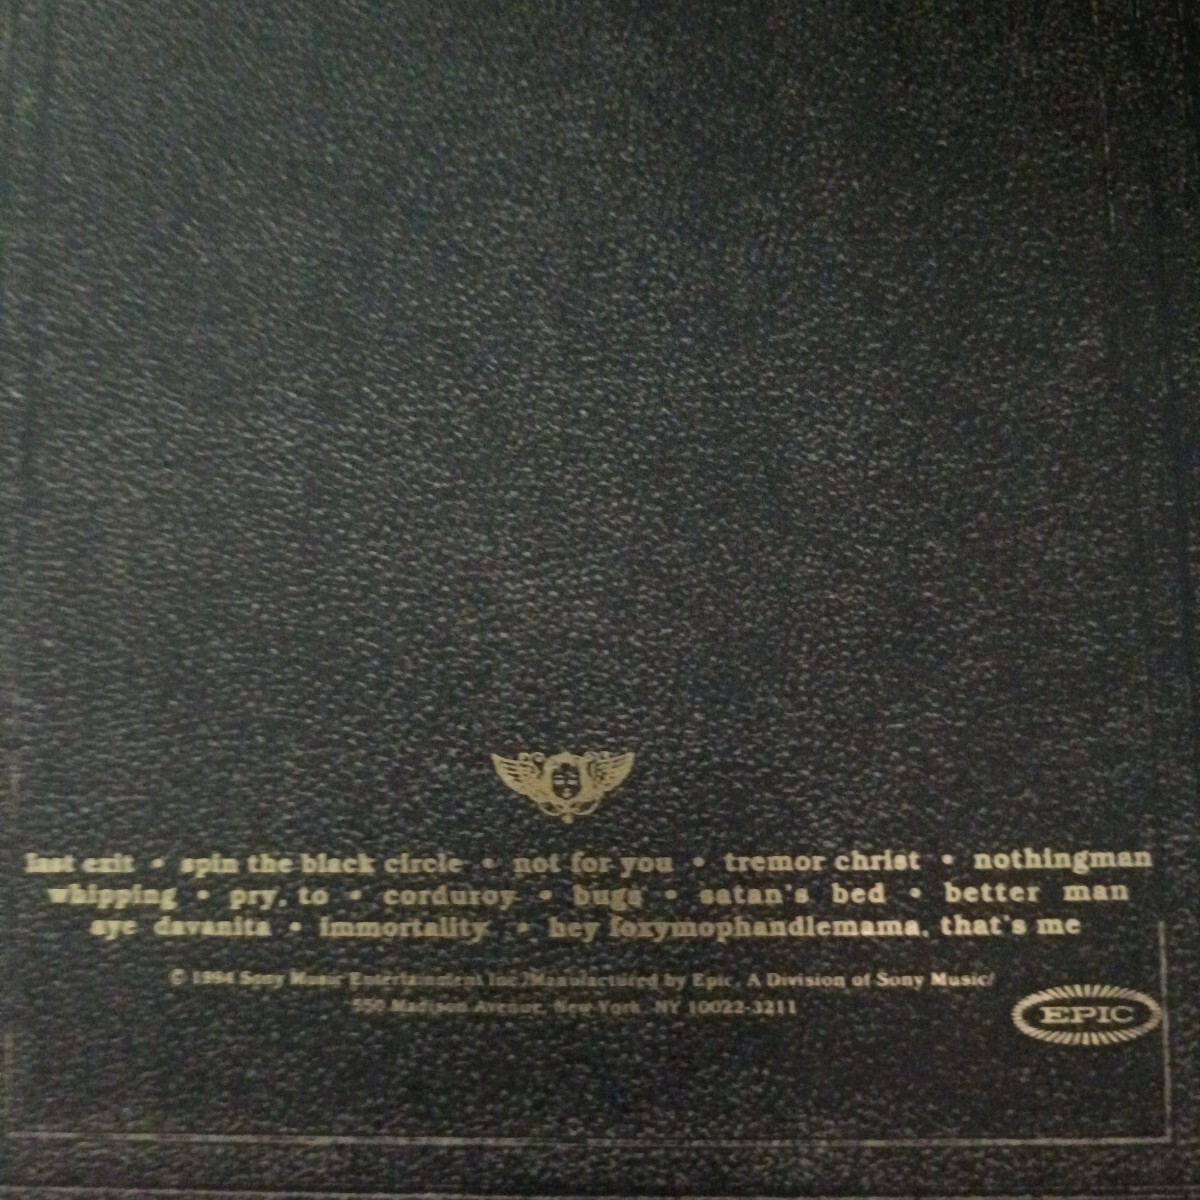 last exit • spin the black circle • not for you • tremor christ • nothingman
whipping • pry, to • corduroy • bugs • satan's bed • better man
aye davanita • immortality • hey foxymophandlemama, that's me
© 1994 Sony Music Entertainment Inc./Manufactured by Epic, A Division of Sony Music/
550 Madison Avenue, New York, NY 10022-3211
EPIC